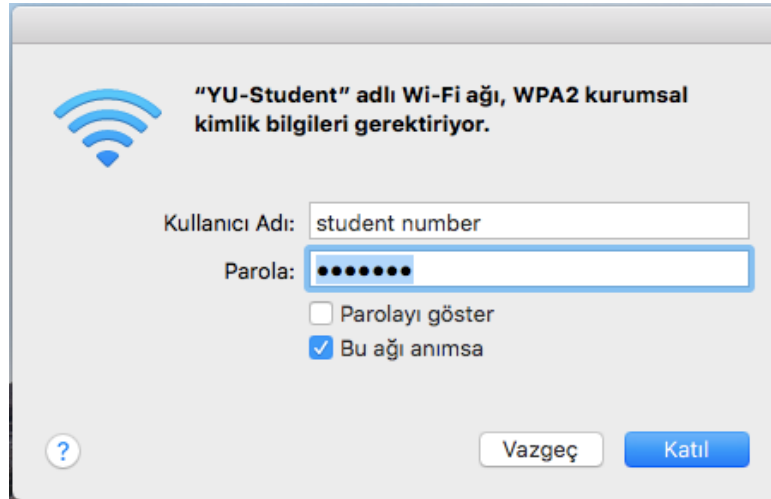 “YU-Student” adlı Wi-Fi ağı, WPA2 kurumsal
kimlik bilgileri gerektiriyor.
Kullanıcı Adı: student number
Parola: •••••••
Parolayı göster
Bu ağı anımsa
? Vazgeç Katıl